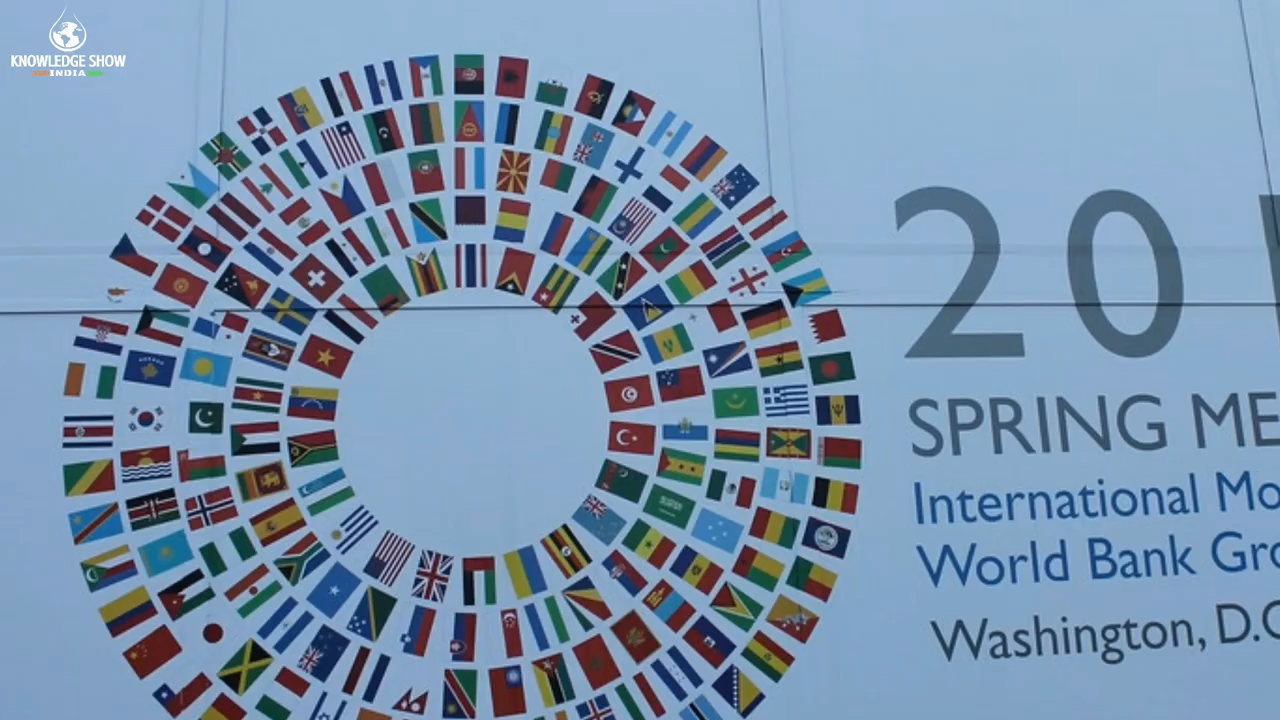 KNOWLEDGE SHOW
INDIA
20
SPRING ME
International Mo
World Bank Gro
Washington, D.C